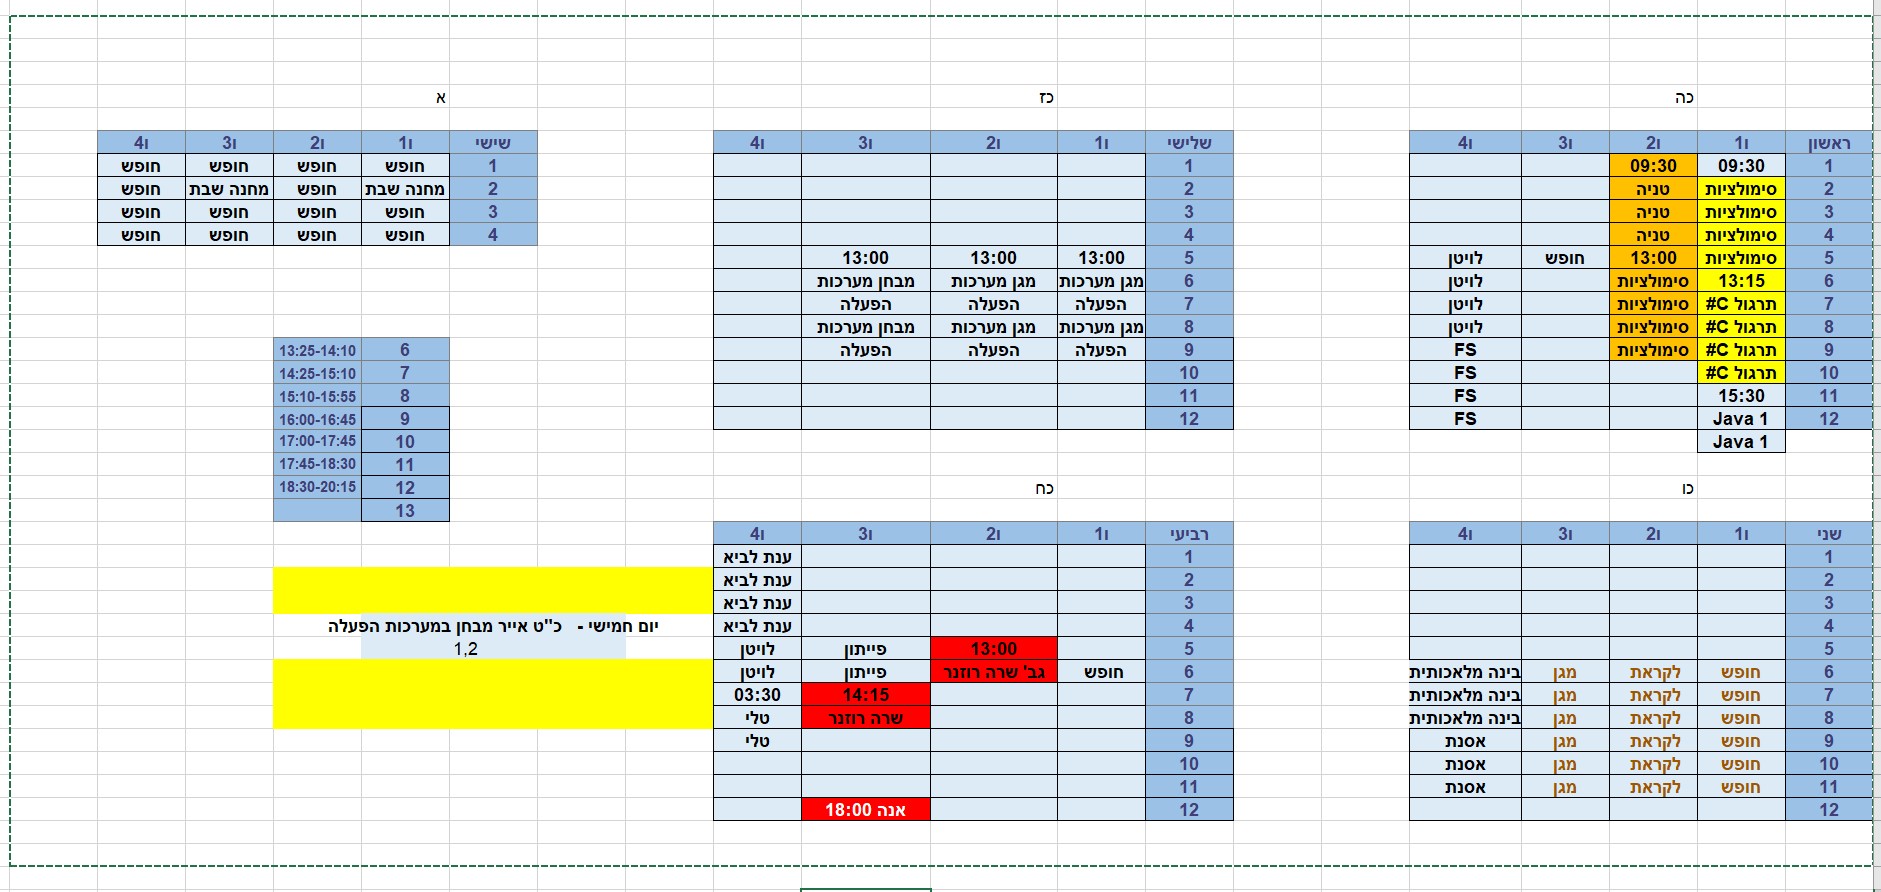 כה
ראשון ו1 ו2 ו3 ו4
1 09:30 09:30
2 סימולציות טניה
3 סימולציות טניה
4 סימולציות טניה
5 סימולציות 13:00 חופש לויטן
6 13:15 סימולציות לויטן
7 תרגול C# סימולציות לויטן
8 תרגול C# סימולציות לויטן
9 תרגול C# סימולציות FS
10 תרגול C# FS
11 15:30 FS
12 Java 1 FS
Java 1
כז
שלישי ו1 ו2 ו3 ו4
1
2
3
4
5 13:00 13:00 13:00
6 מגן מערכות מגן מערכות מבחן מערכות
7 הפעלה הפעלה הפעלה
8 מגן מערכות מגן מערכות מבחן מערכות
9 הפעלה הפעלה הפעלה
10
11
12
א
שישי ו1 ו2 ו3 ו4
1 חופש חופש חופש חופש
2 מחנה שבת חופש מחנה שבת חופש
3 חופש חופש חופש חופש
4 חופש חופש חופש חופש
6 13:25-14:10
7 14:25-15:10
8 15:10-15:55
9 16:00-16:45
10 17:00-17:45
11 17:45-18:30
12 18:30-20:15
13
כו
שני ו1 ו2 ו3 ו4
1
2
3
4
5
6 חופש לקראת מגן בינה מלאכותית
7 חופש לקראת מגן בינה מלאכותית
8 חופש לקראת מגן בינה מלאכותית
9 חופש לקראת מגן אסנת
10 חופש לקראת מגן אסנת
11 חופש לקראת מגן אסנת
12
כח
רביעי ו1 ו2 ו3 ו4
1 ענת לביא
2 ענת לביא
3 ענת לביא
4 ענת לביא
5 13:00 פייתון לויטן
6 חופש גב' שרה רוזנר פייתון לויטן
7 14:15 03:30
8 שרה רוזנר טלי
9 טלי
10
11
12 אנה 18:00
יום חמישי - כ"ט אייר מבחן במערכות הפעלה
1,2